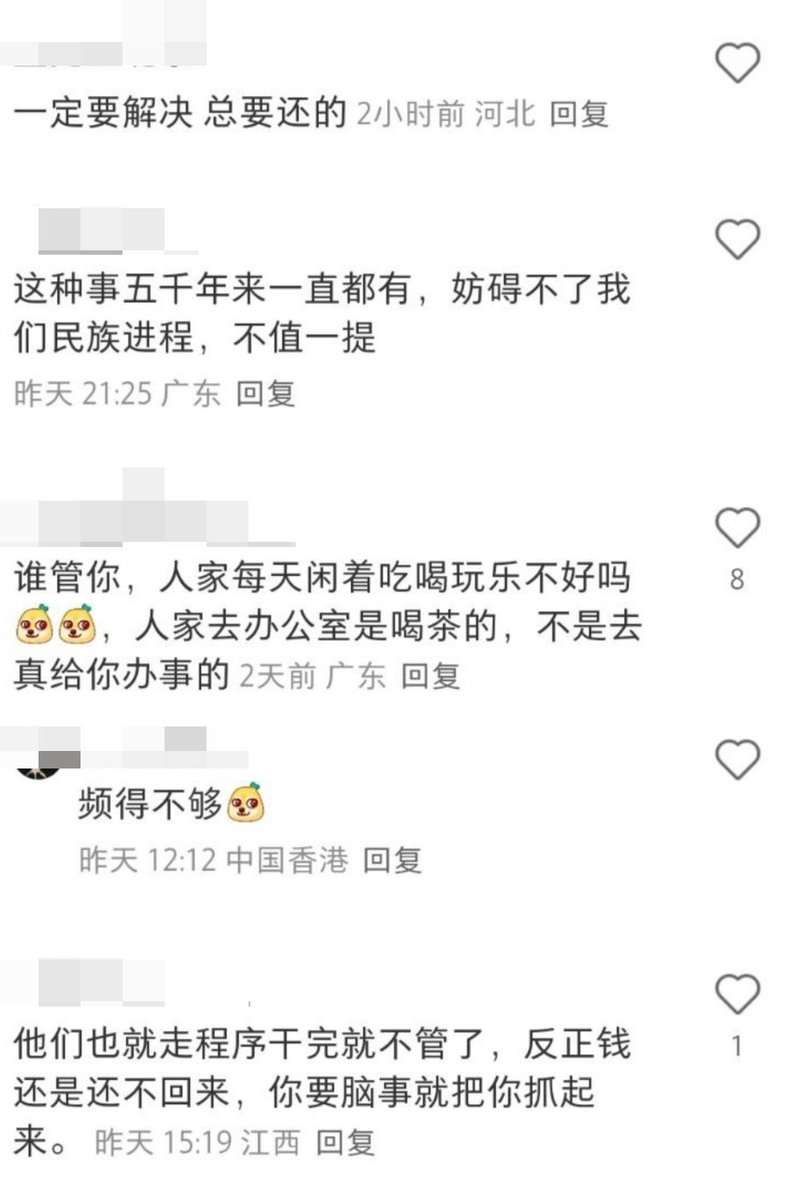 一定要解决 总要还的 2小时前 河北 回复
这种事五千年来一直都有，妨碍不了我
们民族进程，不值一提
昨天 21:25 广东 回复
谁管你，人家每天闲着吃喝玩乐不好吗
8
，人家去办公室是喝茶的，不是去
真给你办事的 2天前 广东 回复
频得不够
昨天 12:12 中国香港 回复
他们也就走程序干完就不管了，反正钱
1
还是还不回来，你要脑事就把你抓起
来。 昨天 15:19 江西 回复